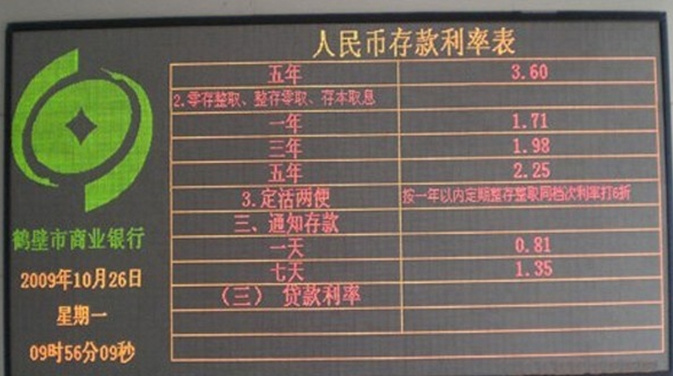 人民币存款利率表
五年 3.60
2.零存整取、整存零取、存本取息
一年 1.71
三年 1.98
五年 2.25
3.定活两便 按一年以内定期整存整取同档次利率打6折
三、通知存款
一天 0.81
七天 1.35
（三） 贷款利率
鹤壁市商业银行
2009年10月26日
星期一
09时56分09秒